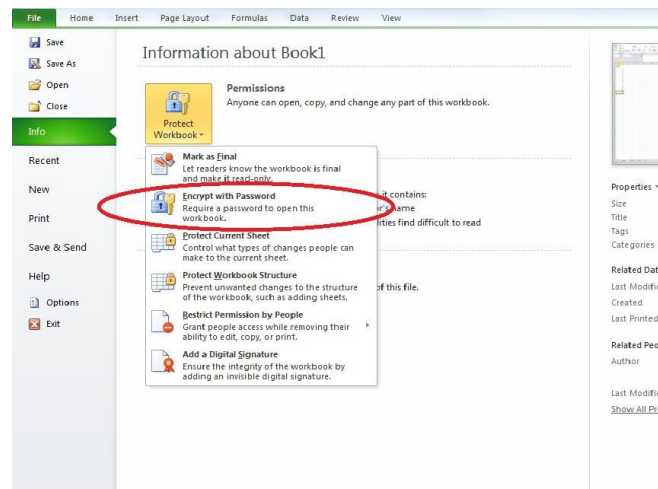 File Home Insert Page Layout Formulas Data Review View
Save
Save As
Open
Close
Info
Recent
New
Print
Save & Send
Help
Options
Exit
Information about Book1
Protect
Workbook
Permissions
Anyone can open, copy, and change any part of this workbook.
Mark as Final
Let readers know the workbook is final
and make it read-only.
Encrypt with Password
Require a password to open this
workbook.
Protect Current Sheet
Control what types of changes people can
make to the current sheet.
Protect Workbook Structure
Prevent unwanted changes to the structure
of the workbook, such as adding sheets.
Restrict Permission by People
Grant people access while removing their
ability to edit, copy, or print.
Add a Digital Signature
Ensure the integrity of the workbook by
adding an invisible digital signature.
it contains:
r's name
ities find difficult to read
of this file.
Properties
Size
Title
Tags
Categories
Related Dat
Last Modifie
Created
Last Printed
Related Peo
Author
Last Modifie
Show All Pr